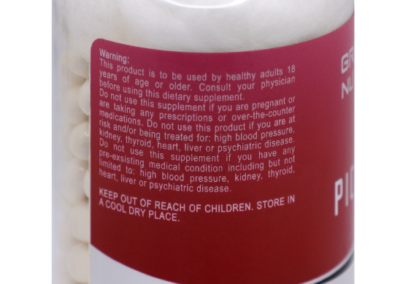 Warning:
This product is to be used by healthy adults 18
years of age or older. Consult your physician
before using this dietary supplement.
Do not use this supplement if you are pregnant or
are taking any prescriptions or over-the-counter
medications. Do not use this product if you are at
risk and/or being treated for: high blood pressure,
kidney, thyroid, heart, liver or psychiatric disease.
Do not use this supplement if you have any
pre-exsisting medical condition including but not
limited to: high blood pressure, kidney, thyroid,
heart, liver or psychiatric disease.
KEEP OUT OF REACH OF CHILDREN. STORE IN
A COOL DRY PLACE.